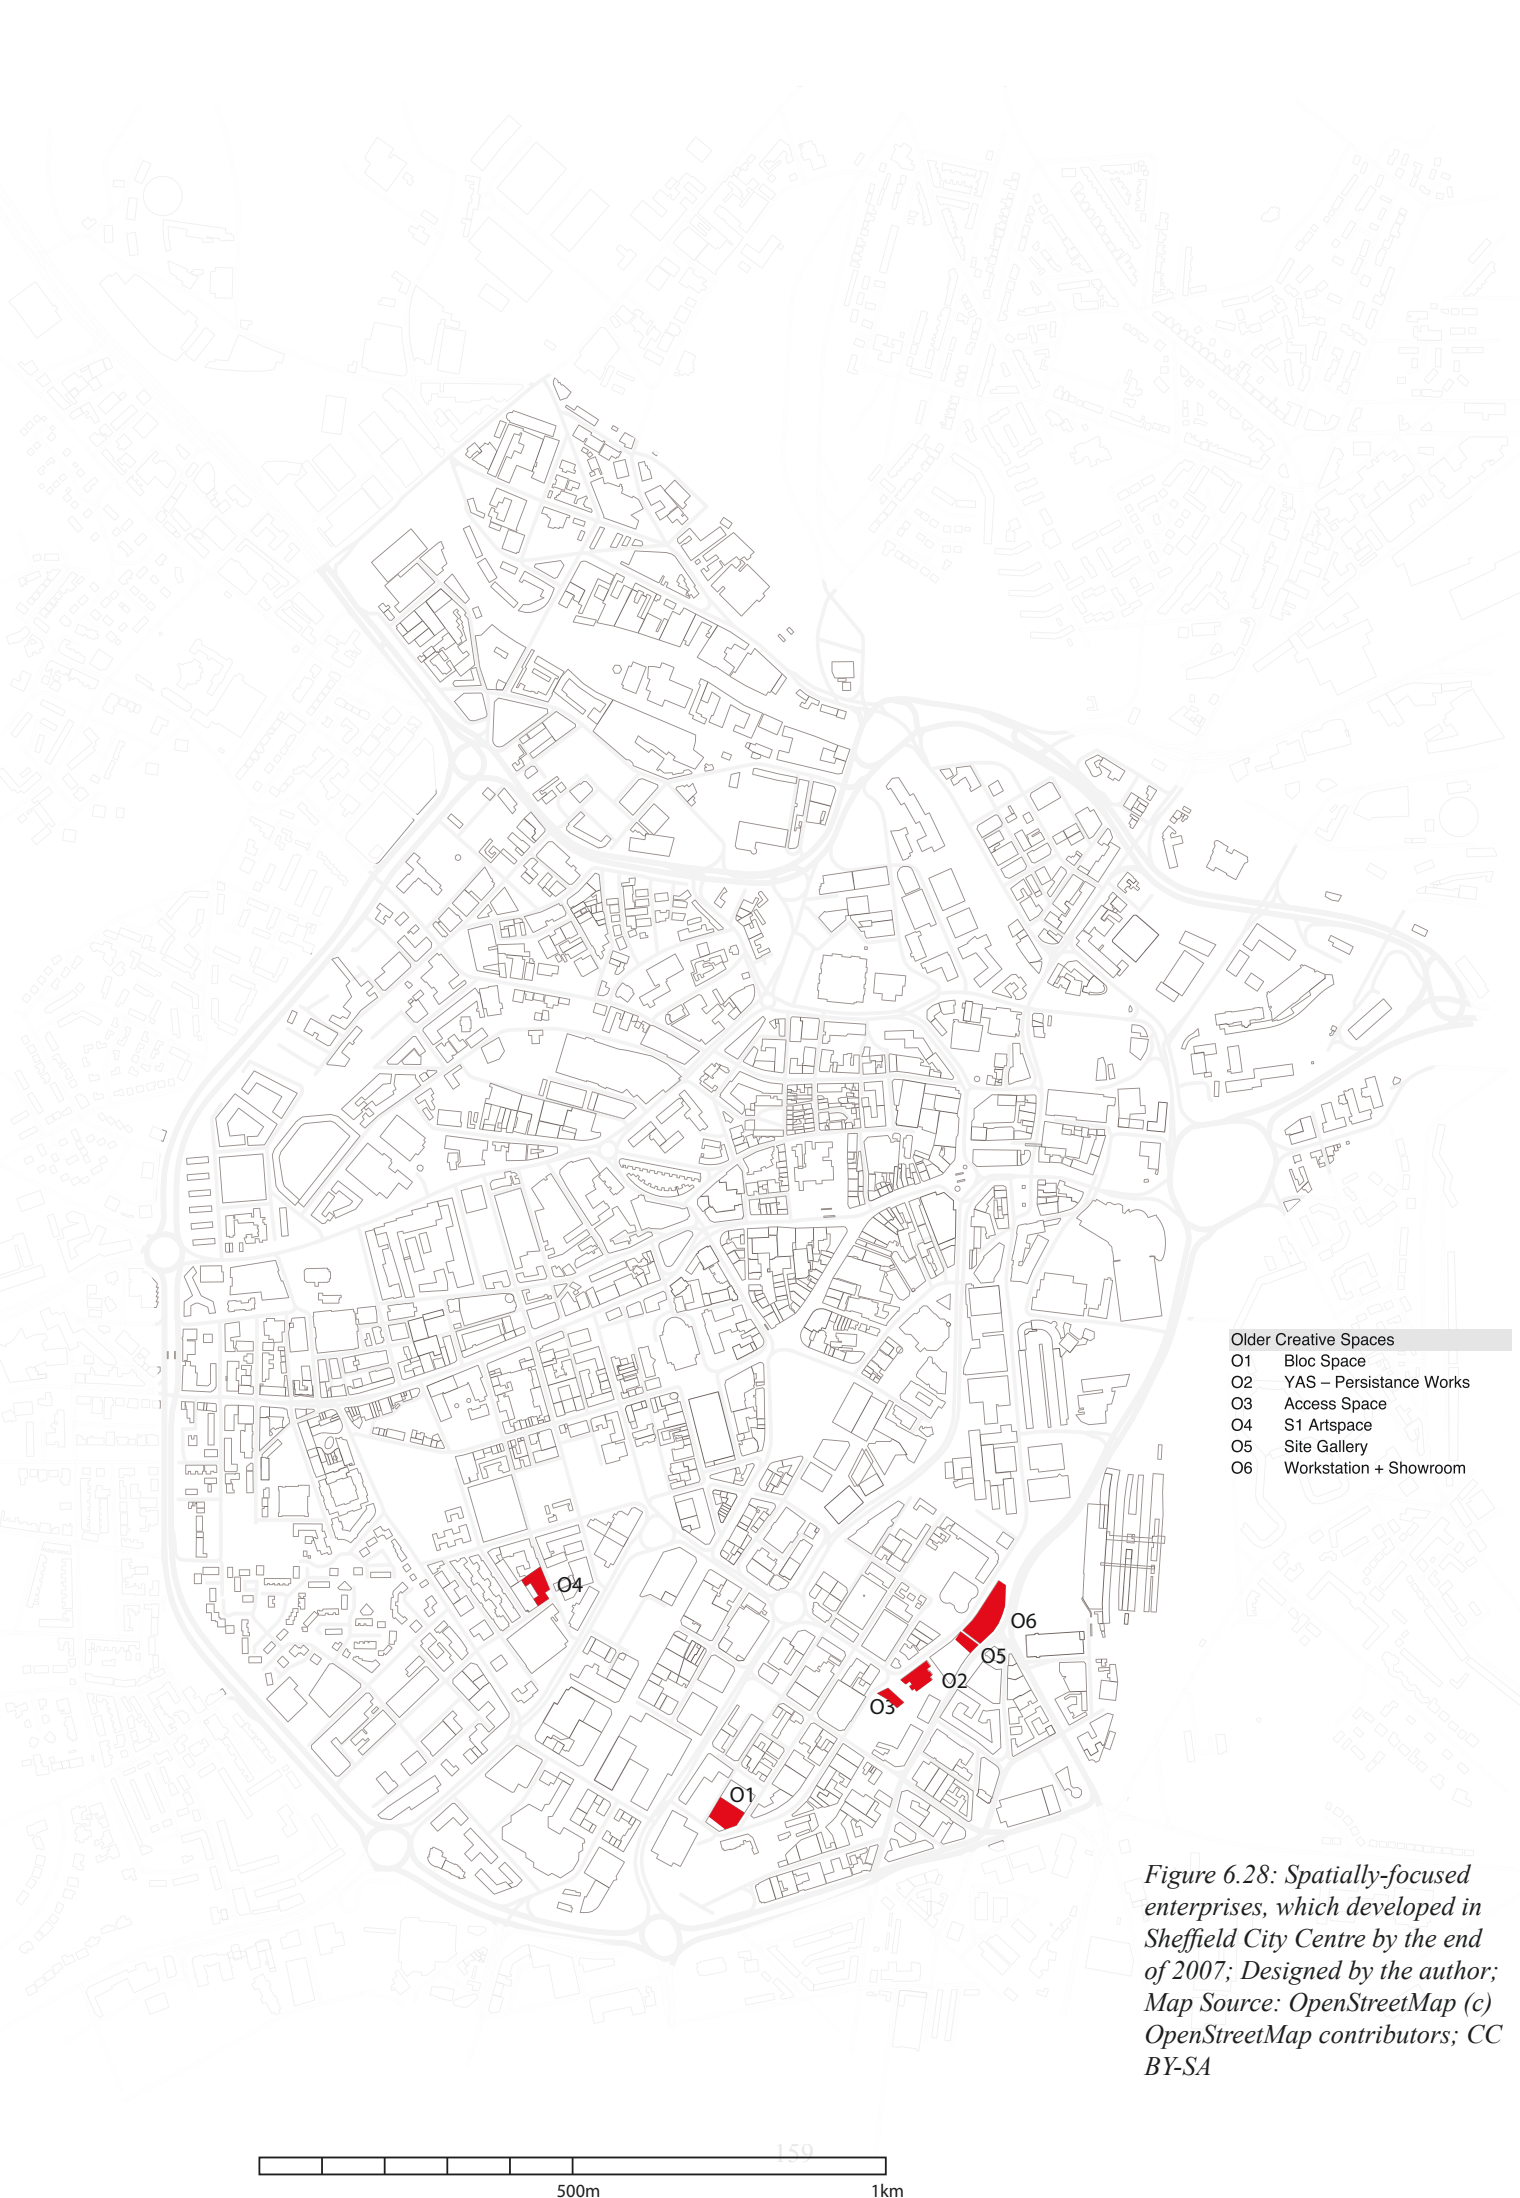 Older Creative Spaces
O1 Bloc Space
O2 YAS – Persistance Works
O3 Access Space
O4 S1 Artspace
O5 Site Gallery
O6 Workstation + Showroom
O4
O6
O5
O2
O3
O1
Figure 6.28: Spatially-focused
enterprises, which developed in
Sheffield City Centre by the end
of 2007; Designed by the author;
Map Source: OpenStreetMap (c)
OpenStreetMap contributors; CC
BY-SA
159
500m 1km